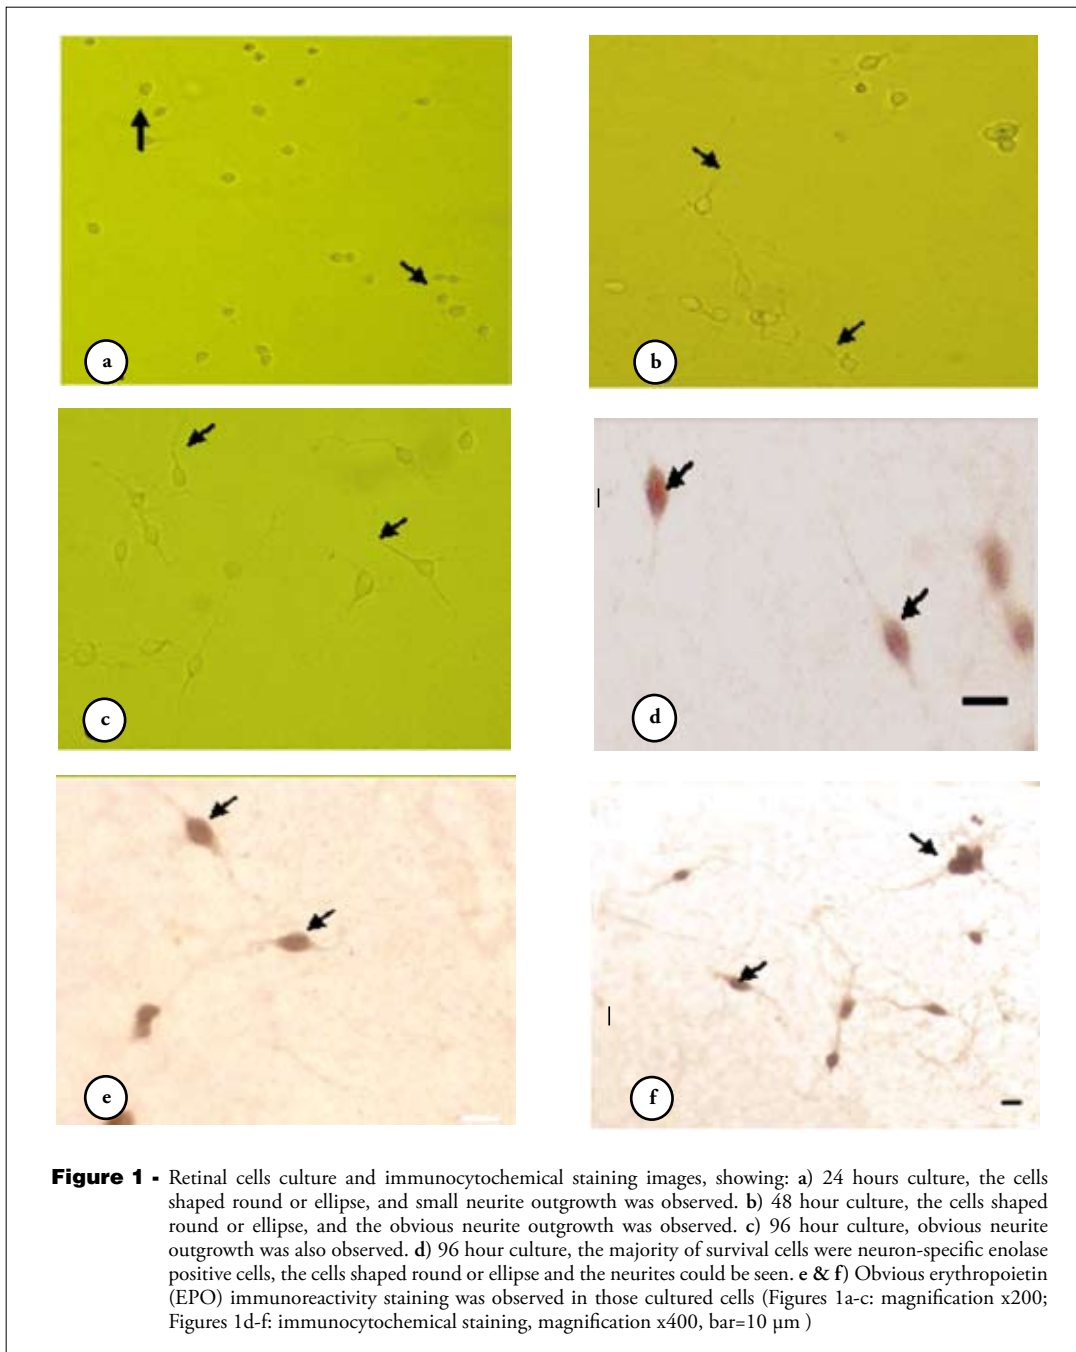 a
b
c
d
e
f
Figure 1 - Retinal cells culture and immunocytochemical staining images, showing: a) 24 hours culture, the cells
shaped round or ellipse, and small neurite outgrowth was observed. b) 48 hour culture, the cells shaped
round or ellipse, and the obvious neurite outgrowth was observed. c) 96 hour culture, obvious neurite
outgrowth was also observed. d) 96 hour culture, the majority of survival cells were neuron-specific enolase
positive cells, the cells shaped round or ellipse and the neurites could be seen. e & f) Obvious erythropoietin
(EPO) immunoreactivity staining was observed in those cultured cells (Figures 1a-c: magnification x200;
Figures 1d-f: immunocytochemical staining, magnification x400, bar=10 µm )